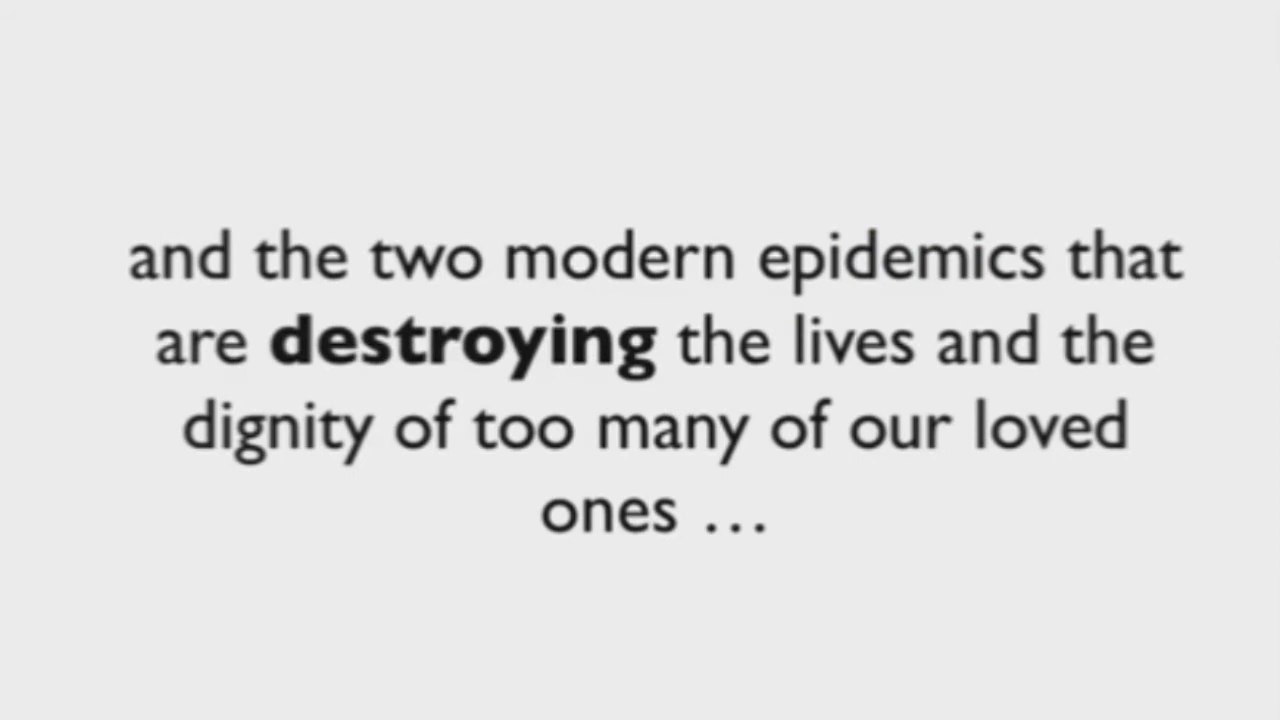 and the two modern epidemics that
are destroying the lives and the
dignity of too many of our loved
ones …